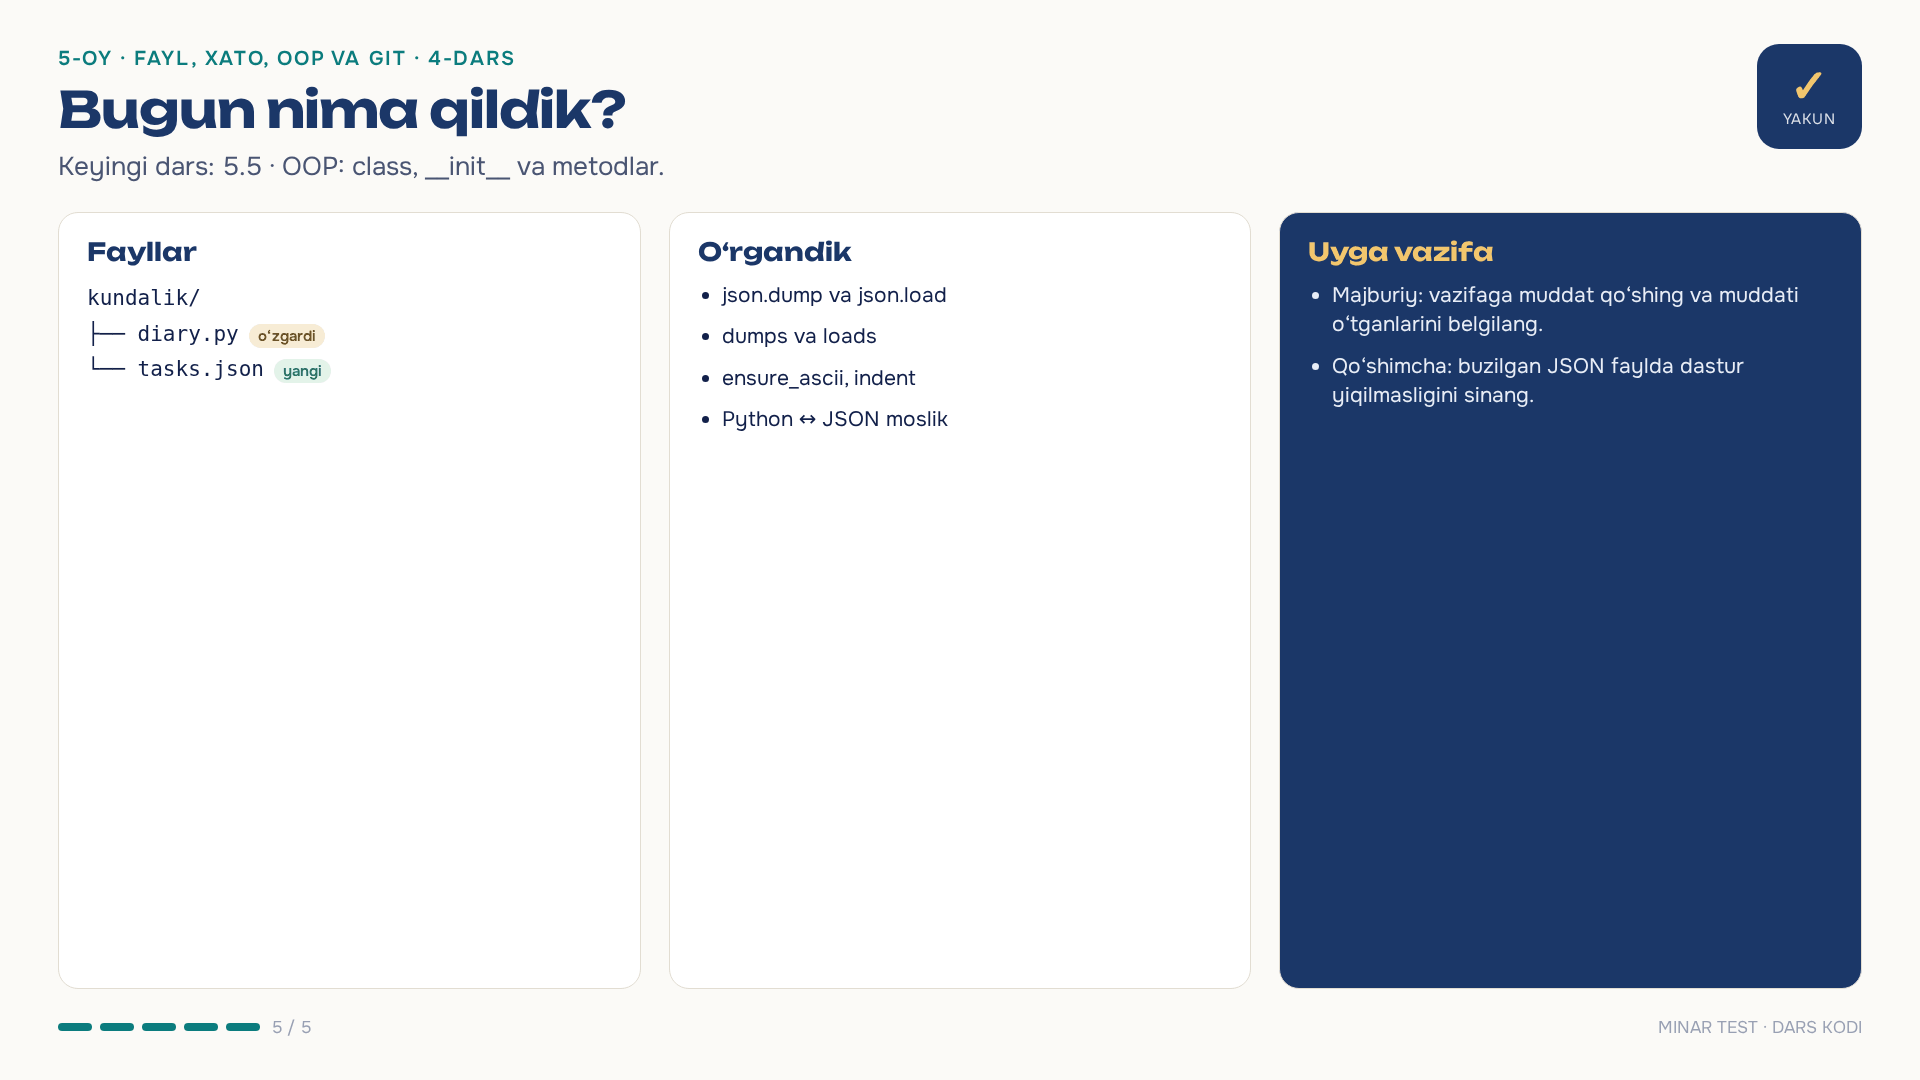 5-OY · FAYL, XATO, OOP VA GIT · 4-DARS
Bugun nima qildik?
Keyingi dars: 5.5 · OOP: class, __init__ va metodlar.
✓
YAKUN
Fayllar
kundalik/
├── diary.py o‘zgardi
└── tasks.json yangi
O‘rgandik
• json.dump va json.load
• dumps va loads
• ensure_ascii, indent
• Python ↔ JSON moslik
Uyga vazifa
• Majburiy: vazifaga muddat qo‘shing va muddati
o‘tganlarini belgilang.
• Qo‘shimcha: buzilgan JSON faylda dastur
yiqilmasligini sinang.
5 / 5
MINAR TEST · DARS KODI